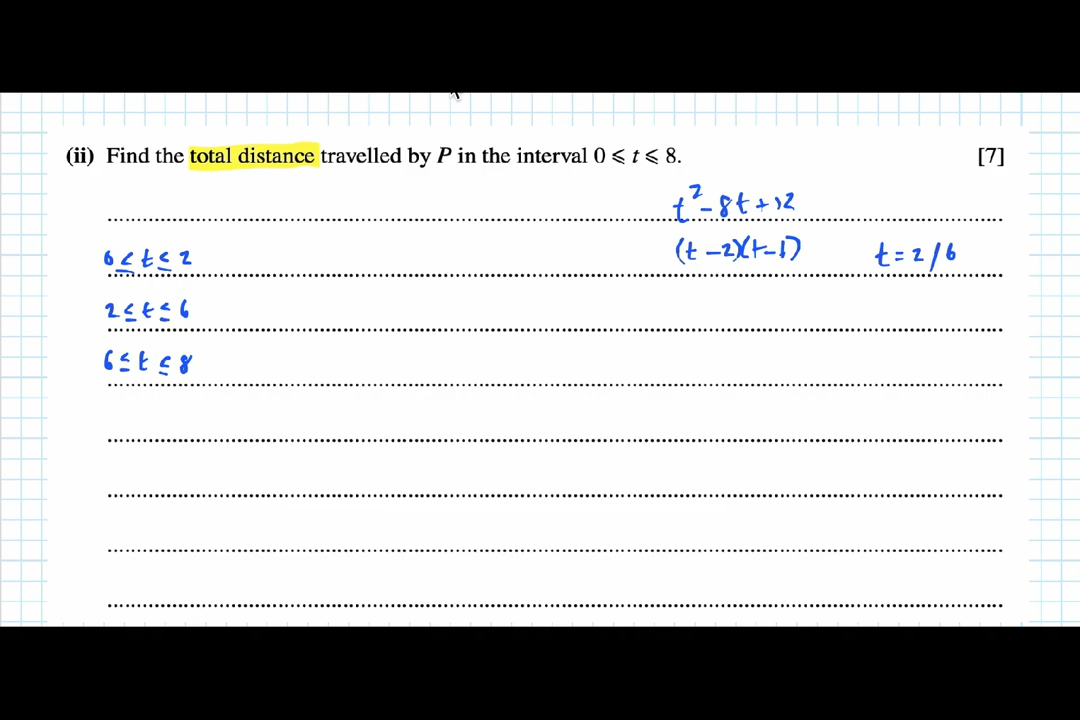 (ii) Find the total distance travelled by P in the interval 0 ⩽ t ⩽ 8. [7]
t² - 8t + 12
6 ≤ t ≤ 2
(t - 2)(t - 1) t = 2/6
2 ≤ t ≤ 6
6 ≤ t ≤ 8